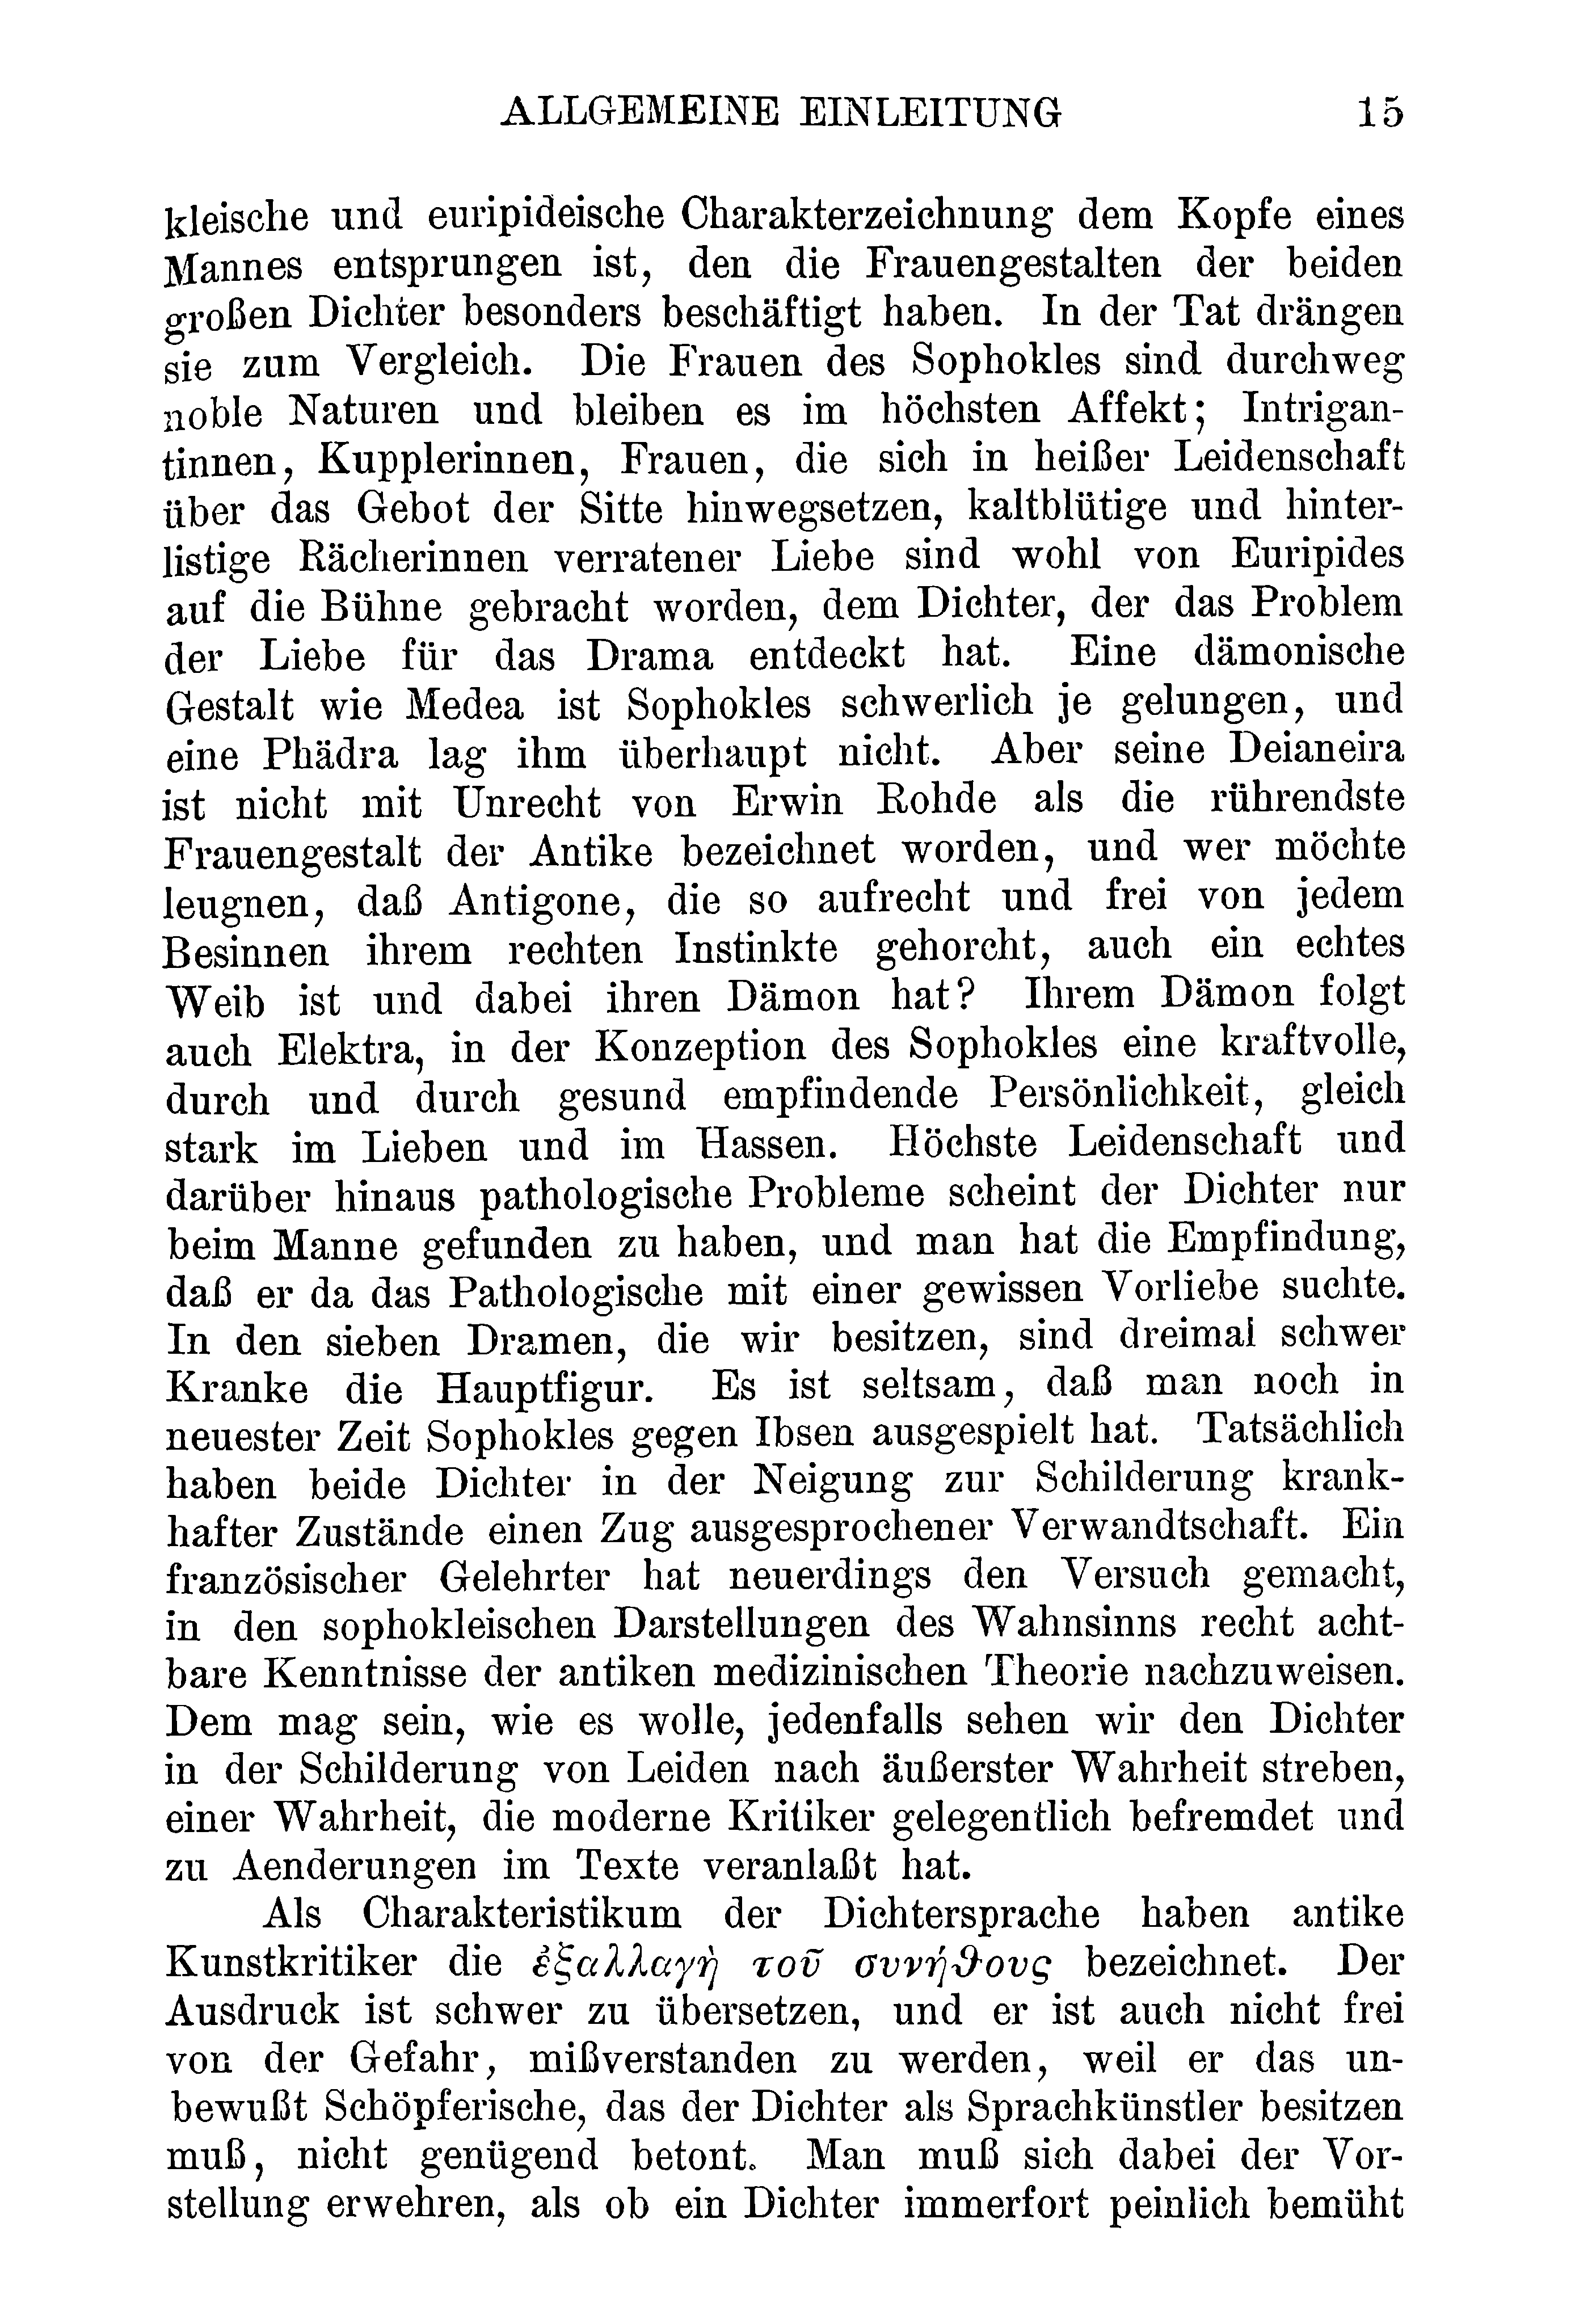 ALLGEMEINE EINLEITUNG 15
kleische und euripideische Charakterzeichnung dem Kopfe eines
Mannes entsprungen ist, den die Frauengestalten der beiden
großen Dichter besonders beschäftigt haben. In der Tat drängen
sie zum Vergleich. Die Frauen des Sophokles sind durchweg
noble Naturen und bleiben es im höchsten Affekt; Intrigan-
tinnen, Kupplerinnen, Frauen, die sich in heißer Leidenschaft
über das Gebot der Sitte hinwegsetzen, kaltblütige und hinter-
listige Rächerinnen verratener Liebe sind wohl von Euripides
auf die Bühne gebracht worden, dem Dichter, der das Problem
der Liebe für das Drama entdeckt hat. Eine dämonische
Gestalt wie Medea ist Sophokles schwerlich je gelungen, und
eine Phädra lag ihm überhaupt nicht. Aber seine Deianeira
ist nicht mit Unrecht von Erwin Rohde als die rührendste
Frauengestalt der Antike bezeichnet worden, und wer möchte
leugnen, daß Antigone, die so aufrecht und frei von jedem
Besinnen ihrem rechten Instinkte gehorcht, auch ein echtes
Weib ist und dabei ihren Dämon hat? Ihrem Dämon folgt
auch Elektra, in der Konzeption des Sophokles eine kraftvolle,
durch und durch gesund empfindende Persönlichkeit, gleich
stark im Lieben und im Hassen. Höchste Leidenschaft und
darüber hinaus pathologische Probleme scheint der Dichter nur
beim Manne gefunden zu haben, und man hat die Empfindung,
daß er da das Pathologische mit einer gewissen Vorliebe suchte.
In den sieben Dramen, die wir besitzen, sind dreimal schwer
Kranke die Hauptfigur. Es ist seltsam, daß man noch in
neuester Zeit Sophokles gegen Ibsen ausgespielt hat. Tatsächlich
haben beide Dichter in der Neigung zur Schilderung krank-
hafter Zustände einen Zug ausgesprochener Verwandtschaft. Ein
französischer Gelehrter hat neuerdings den Versuch gemacht,
in den sophokleischen Darstellungen des Wahnsinns recht acht-
bare Kenntnisse der antiken medizinischen Theorie nachzuweisen.
Dem mag sein, wie es wolle, jedenfalls sehen wir den Dichter
in der Schilderung von Leiden nach äußerster Wahrheit streben,
einer Wahrheit, die moderne Kritiker gelegentlich befremdet und
zu Aenderungen im Texte veranlaßt hat.
Als Charakteristikum der Dichtersprache haben antike
Kunstkritiker die ἐξαλλαγὴ τοῦ συνήθους bezeichnet. Der
Ausdruck ist schwer zu übersetzen, und er ist auch nicht frei
von der Gefahr, mißverstanden zu werden, weil er das un-
bewußt Schöpferische, das der Dichter als Sprachkünstler besitzen
muß, nicht genügend betont. Man muß sich dabei der Vor-
stellung erwehren, als ob ein Dichter immerfort peinlich bemüht